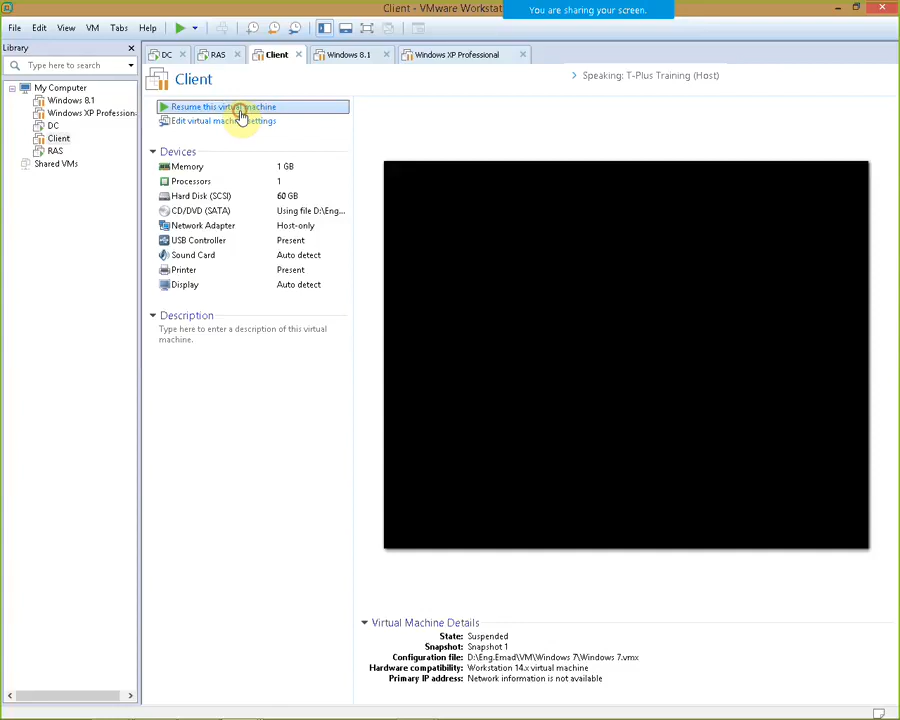 Client - VMware Workstat
You are sharing your screen.
File Edit View VM Tabs Help
Library
DC RAS Client Windows 8.1 Windows XP Professional
Type here to search
Client
Speaking: T-Plus Training (Host)
My Computer
Windows 8.1
Windows XP Profession
DC
Client
RAS
Shared VMs
Resume this virtual machine
Edit virtual machine settings
Devices
Memory 1 GB
Processors 1
Hard Disk (SCSI) 60 GB
CD/DVD (SATA) Using file D:\Eng...
Network Adapter Host-only
USB Controller Present
Sound Card Auto detect
Printer Present
Display Auto detect
Description
Type here to enter a description of this virtual
machine.
Virtual Machine Details
State: Suspended
Snapshot: Snapshot 1
Configuration file: D:\Eng.Emad\VM\Windows 7\Windows 7.vmx
Hardware compatibility: Workstation 14.x virtual machine
Primary IP address: Network information is not available